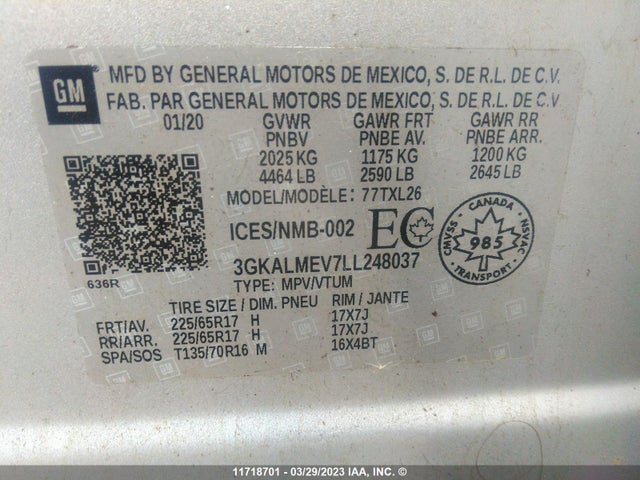 GM
MFD BY GENERAL MOTORS DE MEXICO, S. DE R.L. DE C.V.
FAB. PAR GENERAL MOTORS DE MEXICO, S. DE R.L. DE C.V
01/20 GVWR GAWR FRT GAWR RR
PNBV PNBE AV. PNBE ARR.
2025 KG 1175 KG 1200 KG
4464 LB 2590 LB 2645 LB
MODEL/MODÈLE: 77TXL26
ICES/NMB-002 EC
CANADA
CMVSS 985 NSVAC
TRANSPORT
3GKALMEV7LL248037
636R
TYPE: MPV/VTUM
TIRE SIZE / DIM. PNEU RIM / JANTE
FRT/AV. 225/65R17 H 17X7J
RR/ARR. 225/65R17 H 17X7J
SPA/SOS T135/70R16 M 16X4BT
11718701 - 03/29/2023 IAA, Inc. ©